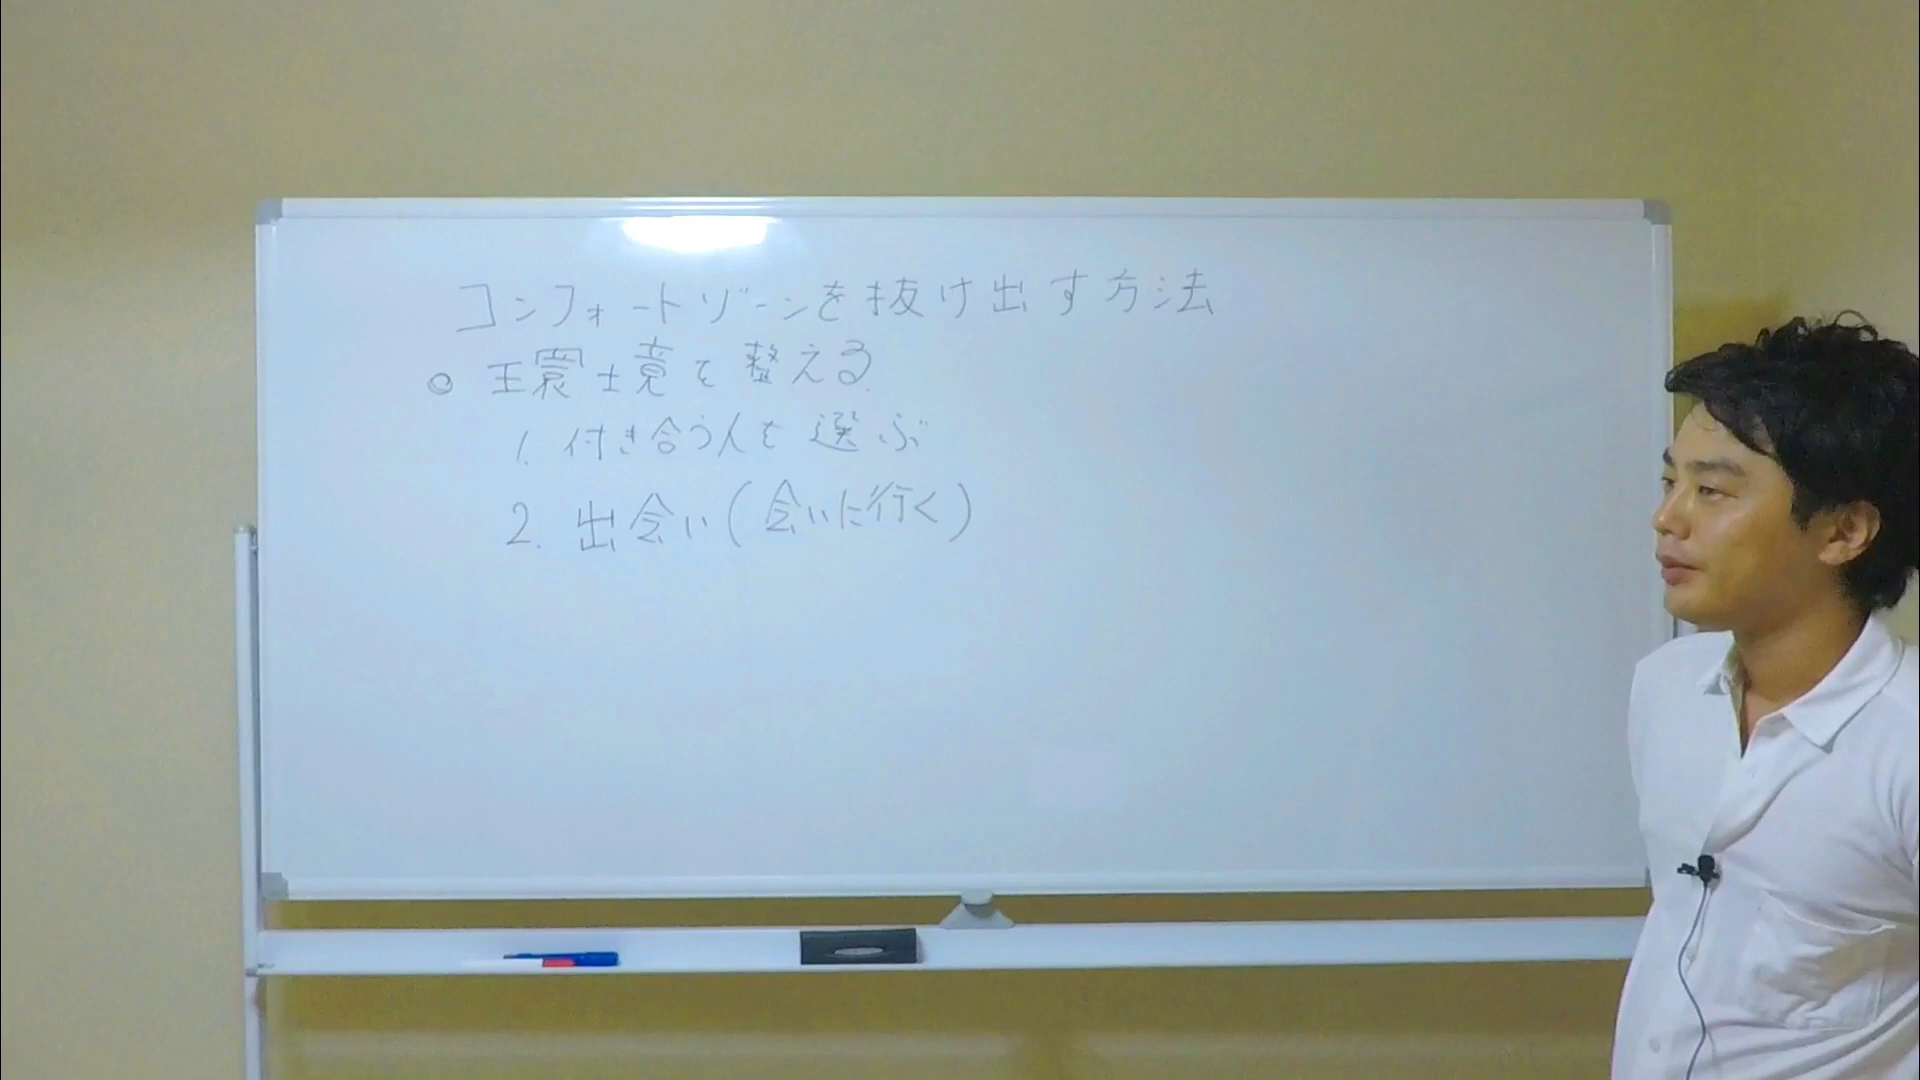 コンフォートゾーンを抜け出す方法
○ 環境を整える
1. 付き合う人を選ぶ
2. 出会い(会いに行く)